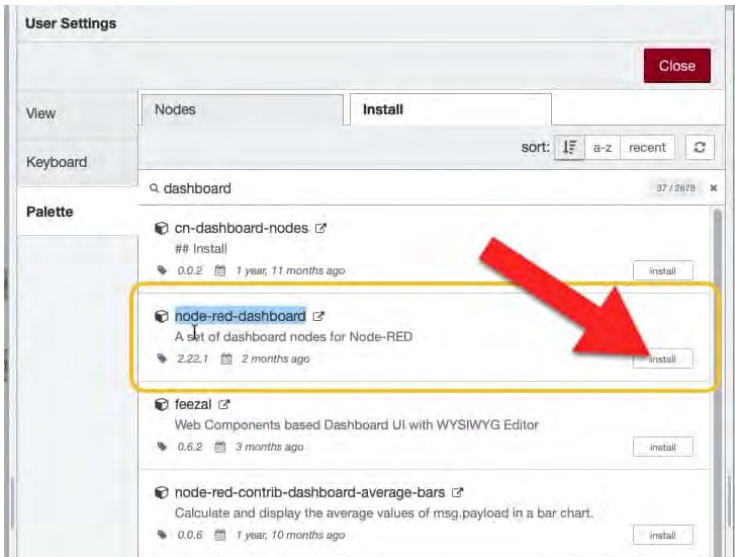 User Settings
Close
View
Keyboard
Palette
Nodes
Install
sort: a-z recent
dashboard
37 / 2878
cn-dashboard-nodes
## Install
0.0.2 1 year, 11 months ago
install
node-red-dashboard
A set of dashboard nodes for Node-RED
2.22.1 2 months ago
install
feezal
Web Components based Dashboard UI with WYSIWYG Editor
0.6.2 3 months ago
install
node-red-contrib-dashboard-average-bars
Calculate and display the average values of msg.payload in a bar chart.
0.0.6 1 year, 10 months ago
install